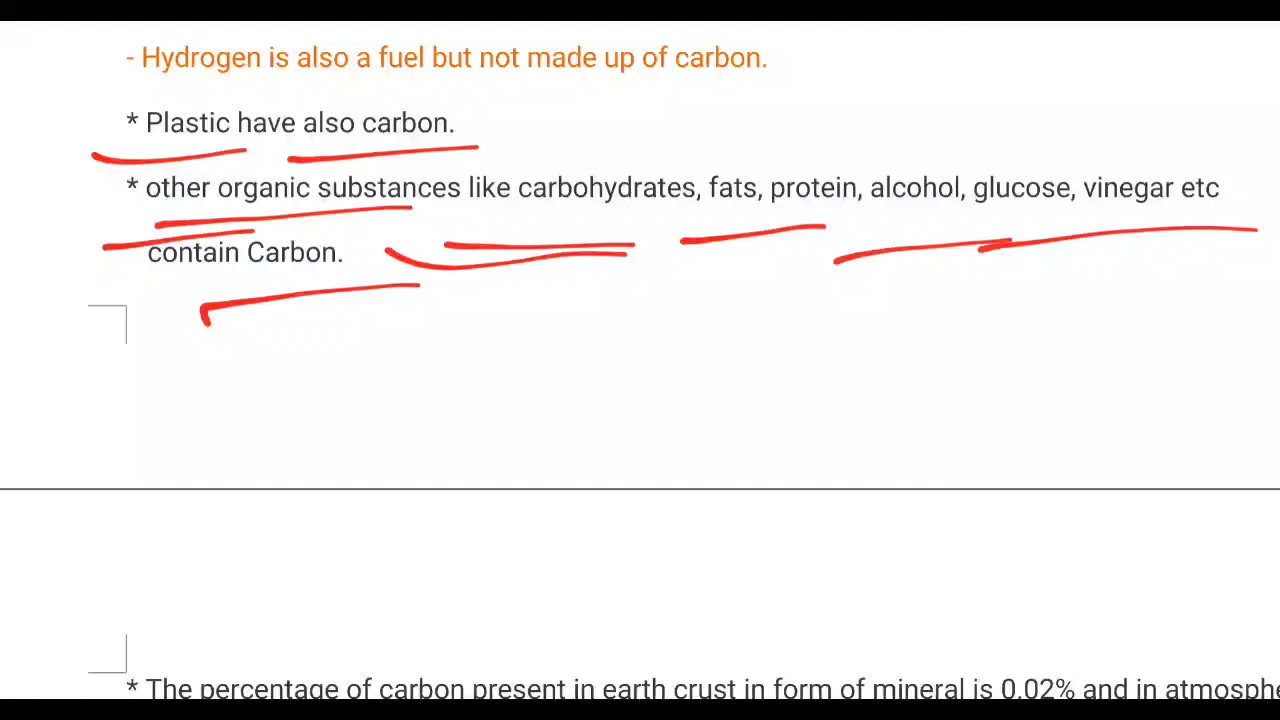 - Hydrogen is also a fuel but not made up of carbon.
* Plastic have also carbon.
* other organic substances like carbohydrates, fats, protein, alcohol, glucose, vinegar etc
contain Carbon.
* The percentage of carbon present in earth crust in form of mineral is 0.02% and in